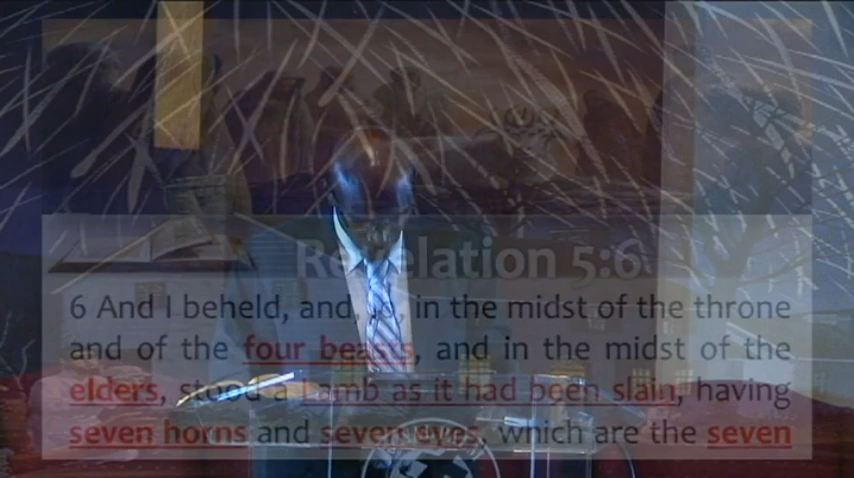 Revelation 5:6
6 And I beheld, and, lo, in the midst of the throne
and of the four beasts, and in the midst of the
elders, stood a Lamb as it had been slain, having
seven horns and seven eyes, which are the seven